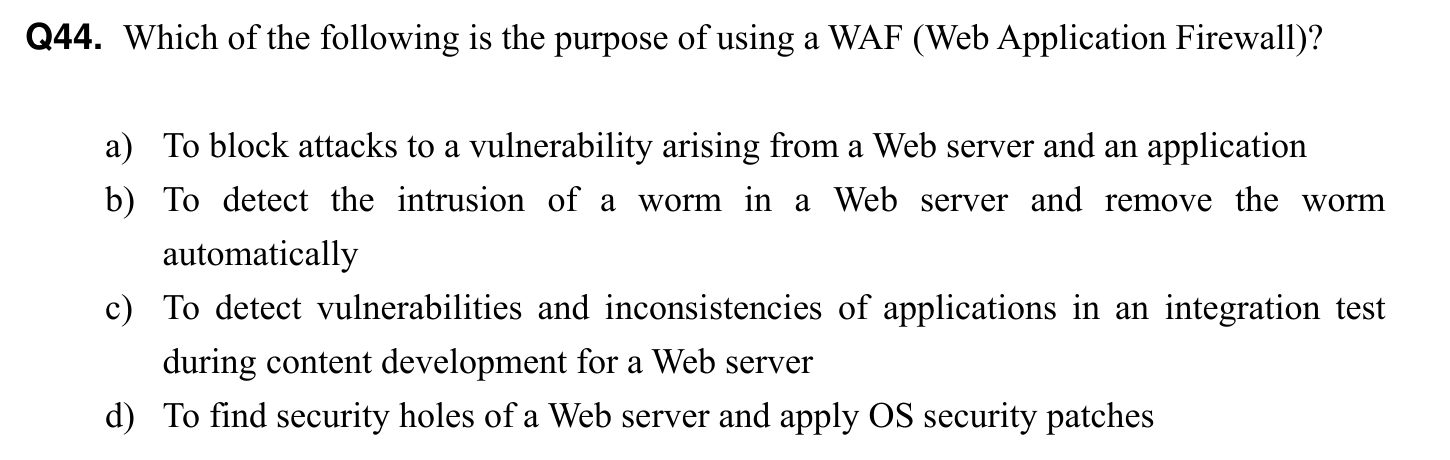 Q44. Which of the following is the purpose of using a WAF (Web Application Firewall)?
a) To block attacks to a vulnerability arising from a Web server and an application
b) To detect the intrusion of a worm in a Web server and remove the worm
automatically
c) To detect vulnerabilities and inconsistencies of applications in an integration test
during content development for a Web server
d) To find security holes of a Web server and apply OS security patches